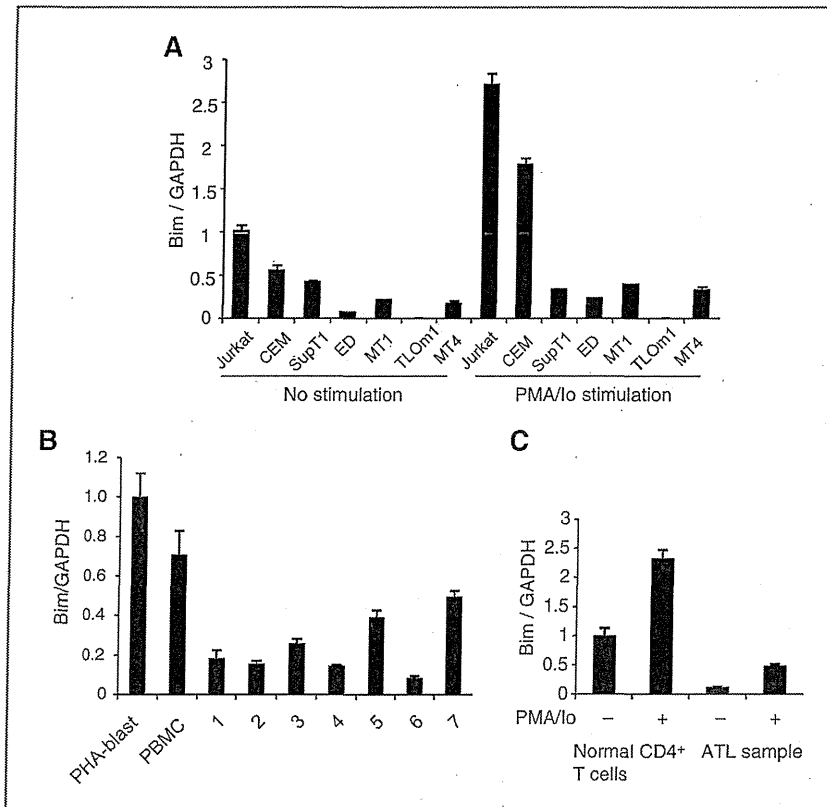 A
3
2.5
2
1.5
1
0.5
0
Bim / GAPDH
Jurkat
CEM
SupT1
ED
MT1
TLOm1
MT4
Jurkat
CEM
SupT1
ED
MT1
TLOm1
MT4
No stimulation
PMA/Io stimulation
B
1.2
1.0
0.8
0.6
0.4
0.2
0
Bim/GAPDH
PHA-blast
PBMC
1
2
3
4
5
6
7
C
3
2.5
2
1.5
1
0.5
0
Bim / GAPDH
PMA/Io − + − +
Normal CD4+ ATL sample
T cells